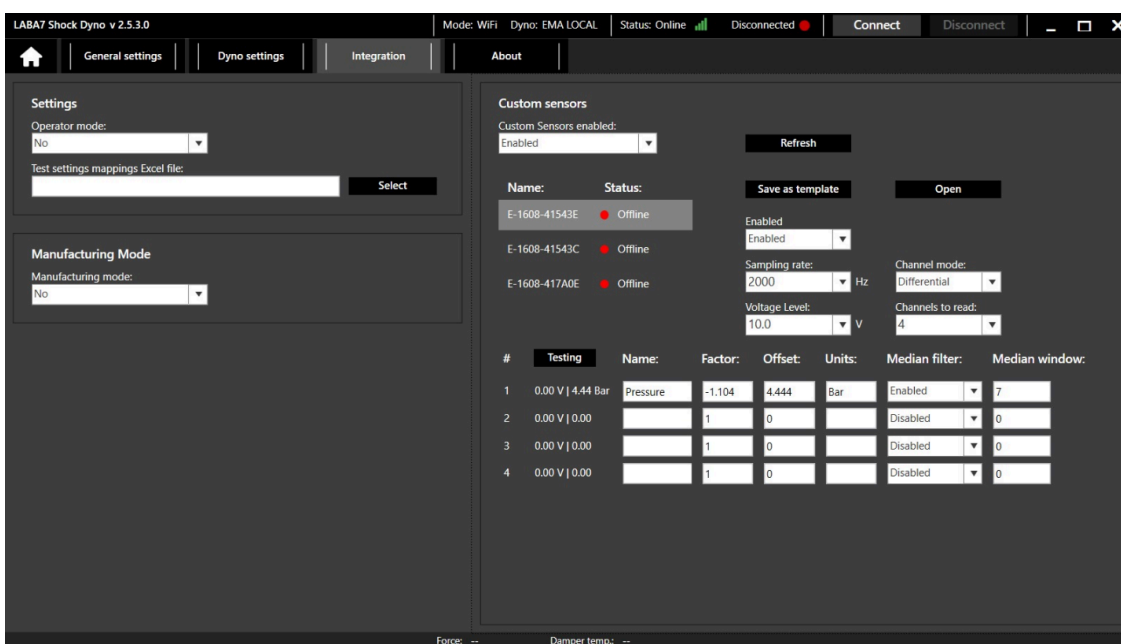 LABA7 Shock Dyno v 2.5.3.0 Mode: WiFi Dyno: EMA LOCAL Status: Online Disconnected Connect Disconnect
General settings Dyno settings Integration About
Settings
Operator mode:
No
Test settings mappings Excel file:
Select
Manufacturing Mode
Manufacturing mode:
No
Custom sensors
Custom Sensors enabled:
Enabled Refresh
Name: Status: Save as template Open
E-1608-41543E Offline
E-1608-41543C Offline
E-1608-417A0E Offline
Enabled
Enabled
Sampling rate: Channel mode:
2000 Hz Differential
Voltage Level: Channels to read:
10.0 V 4
# Testing Name: Factor: Offset: Units: Median filter: Median window:
1 0.00 V | 4.44 Bar Pressure -1.104 4.444 Bar Enabled 7
2 0.00 V | 0.00 1 0 Disabled 0
3 0.00 V | 0.00 1 0 Disabled 0
4 0.00 V | 0.00 1 0 Disabled 0
Force: -- Damper temp.: --